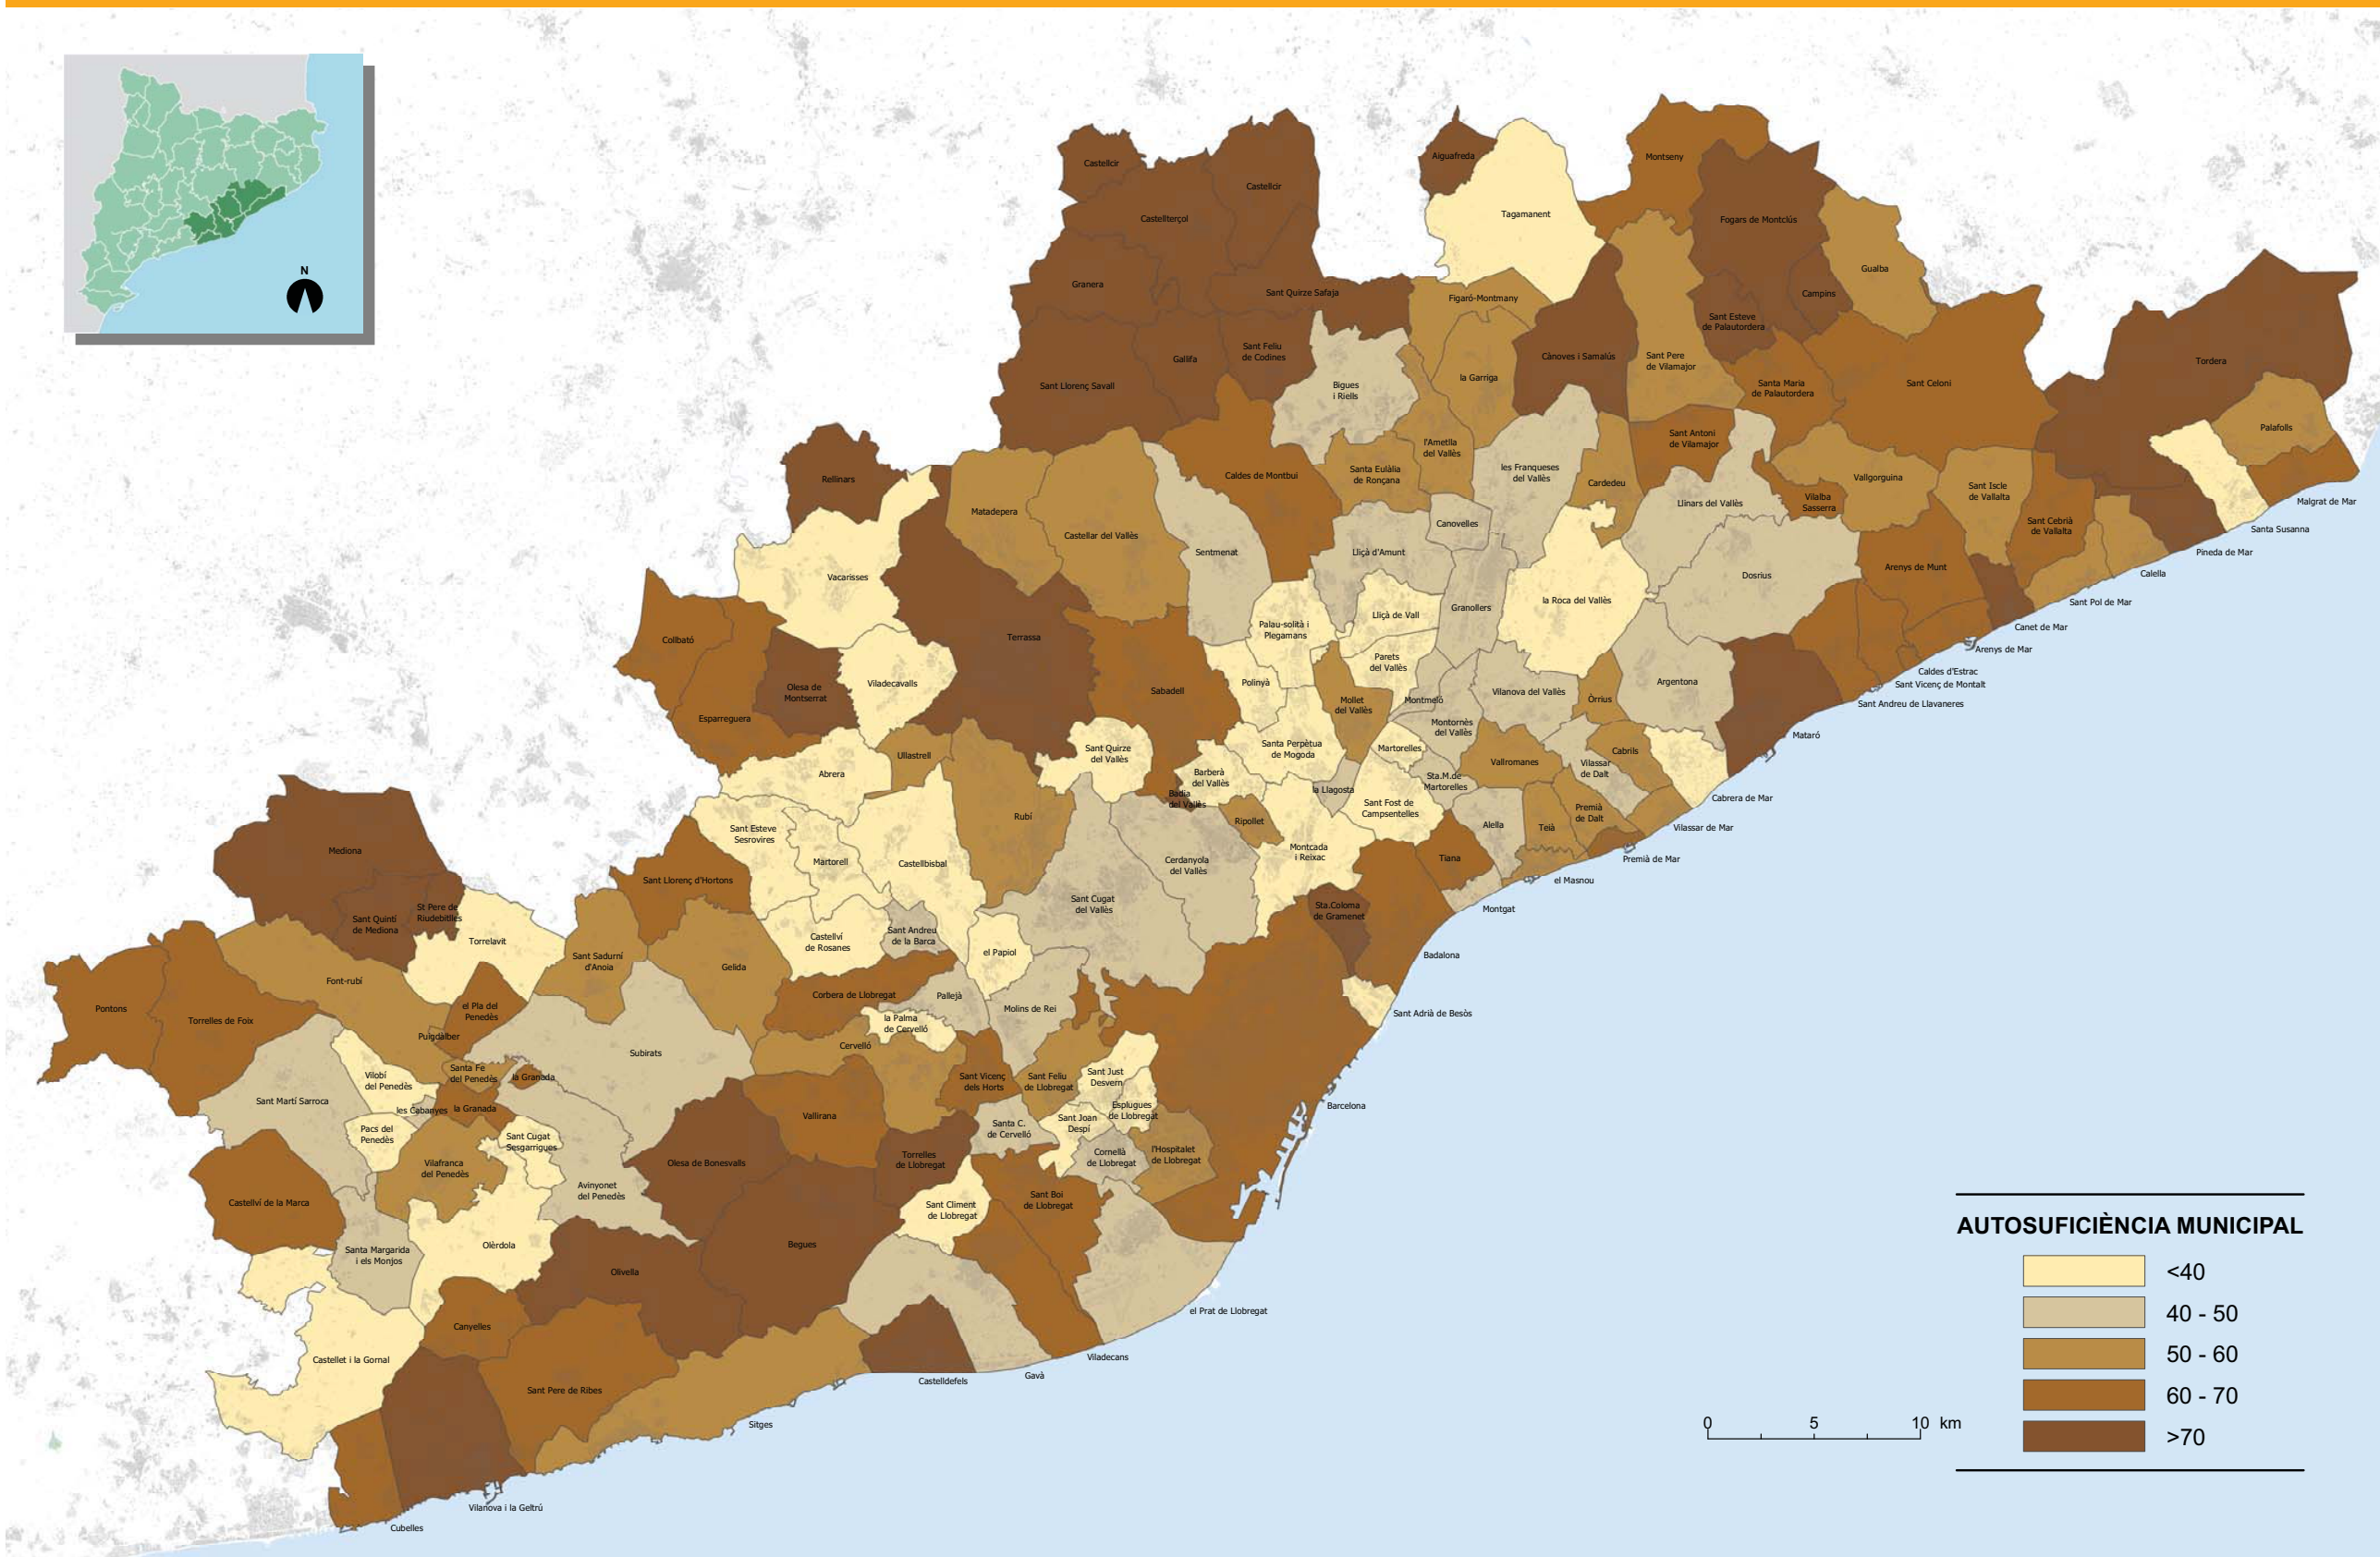 N
Castellcir
Castellcir
Castellterçol
Granera
Sant Quirze Safaja
Sant Feliu
de Codines
Gallifa
Sant Llorenç Savall
Aiguafreda
Tagamanent
Montseny
Fogars de Montclús
Gualba
Campins
Sant Esteve
de Palautordera
Figaró-Montmany
la Garriga
Cànoves i Samalús
Sant Pere
de Vilamajor
Santa Maria
de Palautordera
Sant Celoni
Tordera
Palafolls
Bigues
i Riells
l'Ametlla
del Vallès
Sant Antoni
de Vilamajor
Caldes de Montbui
Santa Eulàlia
de Ronçana
les Franqueses
del Vallès
Cardedeu
Llinars del Vallès
Vilalba
Sasserra
Vallgorguina
Sant Iscle
de Vallalta
Sant Cebrià
de Vallalta
Malgrat de Mar
Santa Susanna
Pineda de Mar
Calella
Sant Pol de Mar
Canet de Mar
Arenys de Mar
Caldes d'Estrac
Sant Vicenç de Montalt
Sant Andreu de Llavaneres
Mataró
Rellinars
Matadepera
Castellar del Vallès
Sentmenat
Canovelles
Lliçà d'Amunt
Dosrius
Arenys de Munt
Vacarisses
Terrassa
Palau-solità i
Plegamans
Lliçà de Vall
Granollers
la Roca del Vallès
Collbató
Olesa de
Montserrat
Viladecavalls
Sabadell
Polinyà
Parets
del Vallès
Mollet
del Vallès
Montmeló
Vilanova del Vallès
Òrrius
Argentona
Esparreguera
Montornès
del Vallès
Ullastrell
Sant Quirze
del Vallès
Santa Perpètua
de Mogoda
Martorelles
Vallromanes
Vilassar
de Dalt
Cabrils
Abrera
Barberà
del Vallès
Badia
del Vallès
la Llagosta
Sta.M.de
Martorelles
Cabrera de Mar
Sant Esteve
Sesrovires
Rubí
Ripollet
Sant Fost de
Campsentelles
Alella
Teià
Premià
de Dalt
Vilassar de Mar
Mediona
Martorell
Castellbisbal
Cerdanyola
del Vallès
Montcada
i Reixac
Tiana
Premià de Mar
el Masnou
Montgat
Sant Llorenç d'Hortons
Sant Cugat
del Vallès
Sta.Coloma
de Gramenet
Badalona
Sant Quintí
de Mediona
St Pere de
Riudebitlles
Torrelavit
Sant Sadurní
d'Anoia
Gelida
Castellví
de Rosanes
Sant Andreu
de la Barca
el Papiol
Font-rubí
Corbera de Llobregat
Pallejà
Molins de Rei
Sant Adrià de Besòs
Pontons
Torrelles de Foix
el Pla del
Penedès
Puigdàlber
la Palma
de Cervelló
Cervelló
Subirats
Vilobí
del Penedès
Santa Fe
del Penedès
la Granada
Sant Vicenç
dels Horts
Sant Feliu
de Llobregat
Sant Just
Desvern
Sant Martí Sarroca
les Cabanyes
la Granada
Vallirana
Santa C.
de Cervelló
Sant Joan
Despí
Esplugues
de Llobregat
Barcelona
Pacs del
Penedès
Sant Cugat
Sesgarrigues
Vilafranca
del Penedès
Olesa de Bonesvalls
Torrelles
de Llobregat
Cornellà
de Llobregat
l'Hospitalet
de Llobregat
Castellví de la Marca
Avinyonet
del Penedès
Sant Climent
de Llobregat
Sant Boi
de Llobregat
Santa Margarida
i els Monjos
Olèrdola
Begues
Olivella
el Prat de Llobregat
Canyelles
Castellet i la Gornal
Sant Pere de Ribes
Viladecans
Gavà
Castelldefels
Sitges
Vilanova i la Geltrú
Cubelles
AUTOSUFICIÈNCIA MUNICIPAL
<40
40 - 50
50 - 60
60 - 70
>70
0 5 10 km